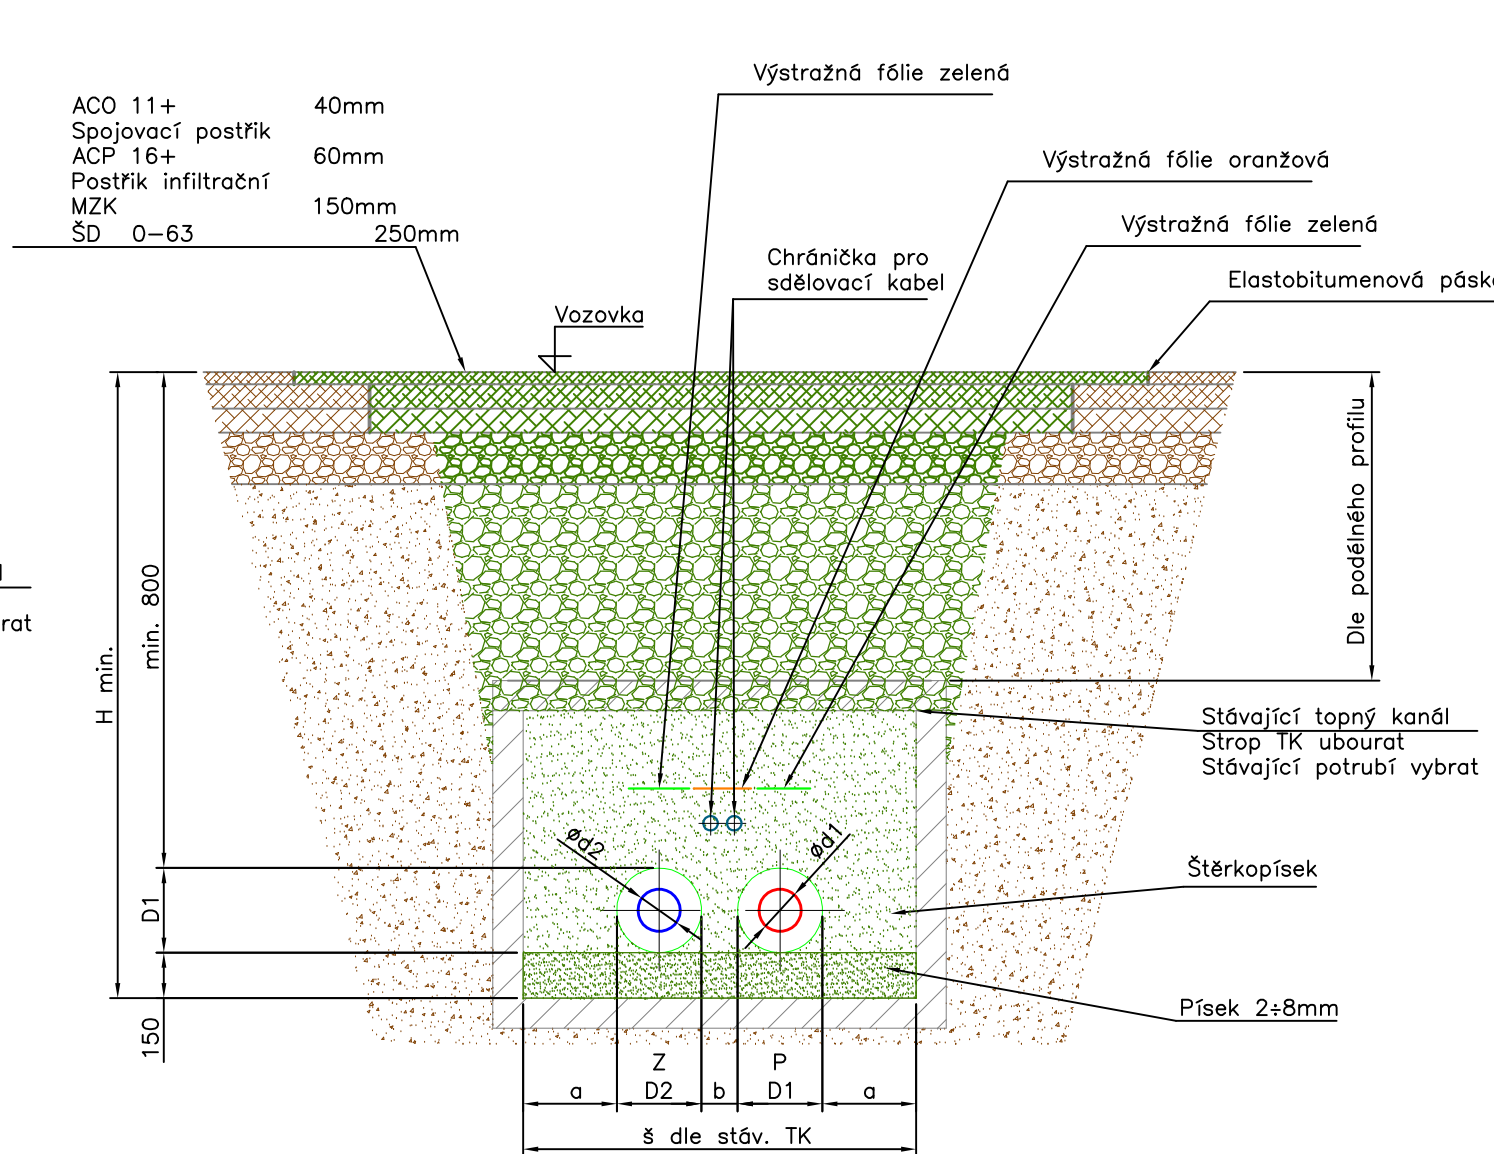 Výstražná fólie zelená
ACO 11+ 40mm
Spojovací postřik
ACP 16+ 60mm
Postřik infiltrační
MZK 150mm
ŠD 0-63 250mm
Výstražná fólie oranžová
Výstražná fólie zelená
Chránička pro
sdělovací kabel
Elastobitumenová páska
Vozovka
Dle podélného profilu
min. 800
H min.
rat
Stávající topný kanál
Strop TK ubourat
Stávající potrubí vybrat
ød2
ød1
Štěrkopísek
D1
Písek 2÷8mm
150
Z P
a D2 b D1 a
š dle stáv. TK